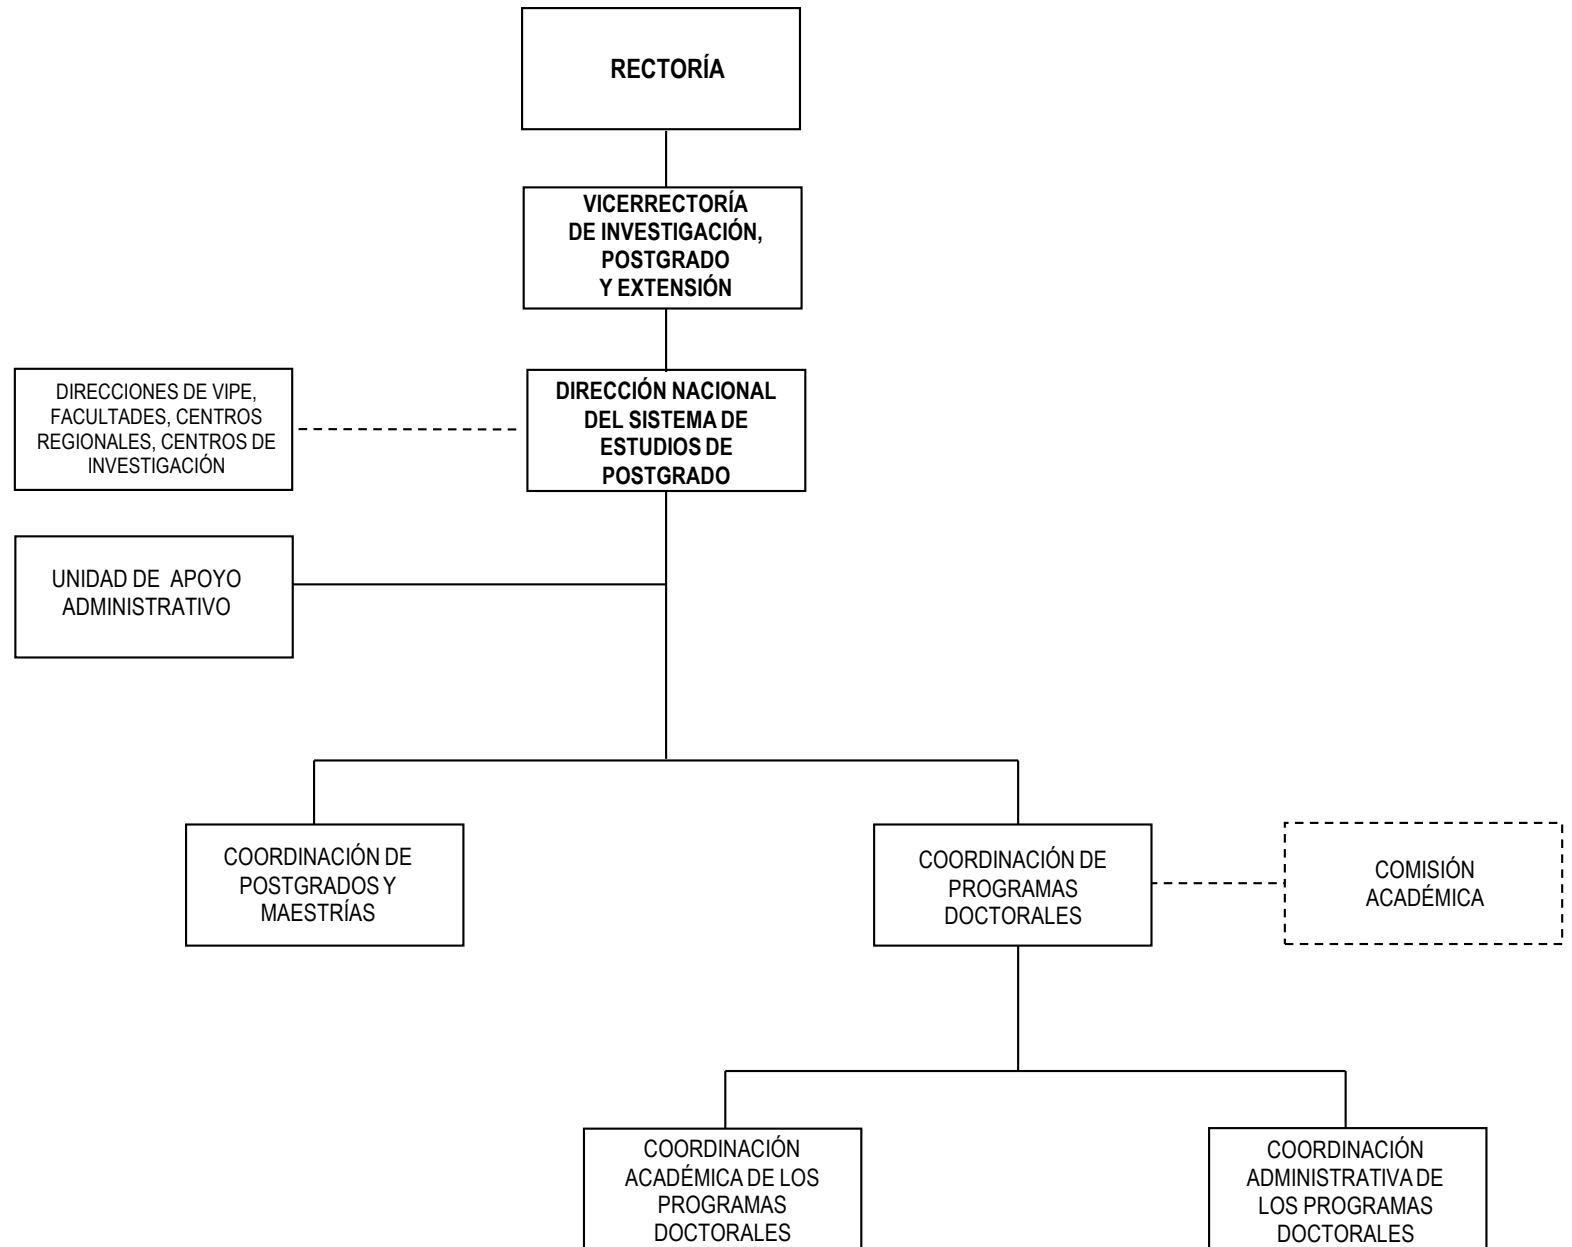 RECTORÍA
VICERRECTORÍA
DE INVESTIGACIÓN,
POSTGRADO
Y EXTENSIÓN
DIRECCIONES DE VIPE,
FACULTADES, CENTROS
REGIONALES, CENTROS DE
INVESTIGACIÓN
DIRECCIÓN NACIONAL
DEL SISTEMA DE
ESTUDIOS DE
POSTGRADO
UNIDAD DE APOYO
ADMINISTRATIVO
COORDINACIÓN DE
POSTGRADOS Y
MAESTRÍAS
COORDINACIÓN DE
PROGRAMAS
DOCTORALES
COMISIÓN
ACADÉMICA
COORDINACIÓN
ACADÉMICA DE LOS
PROGRAMAS
DOCTORALES
COORDINACIÓN
ADMINISTRATIVA DE
LOS PROGRAMAS
DOCTORALES